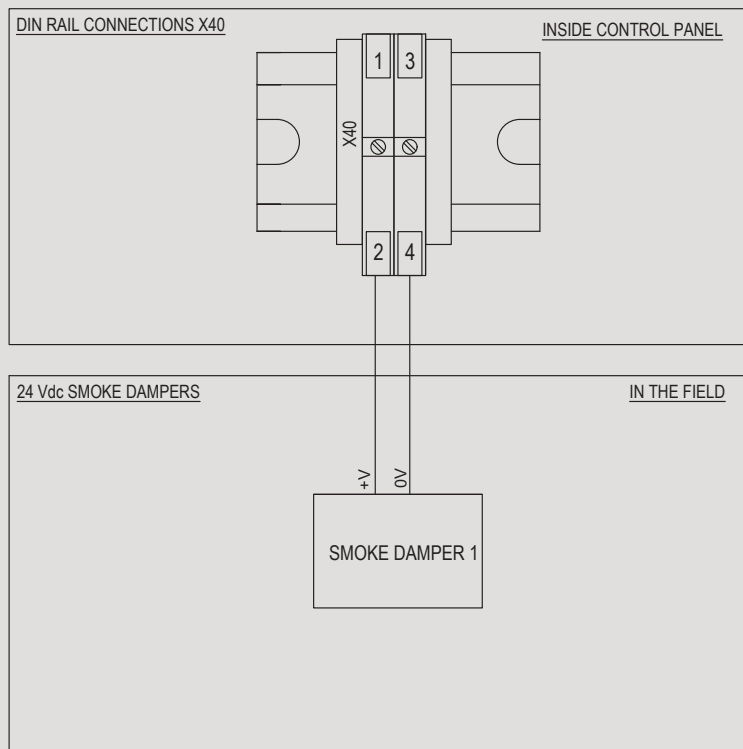 DIN RAIL CONNECTIONS X40
INSIDE CONTROL PANEL
1 3
X40
2 4
24 Vdc SMOKE DAMPERS
IN THE FIELD
+V 0V
SMOKE DAMPER 1